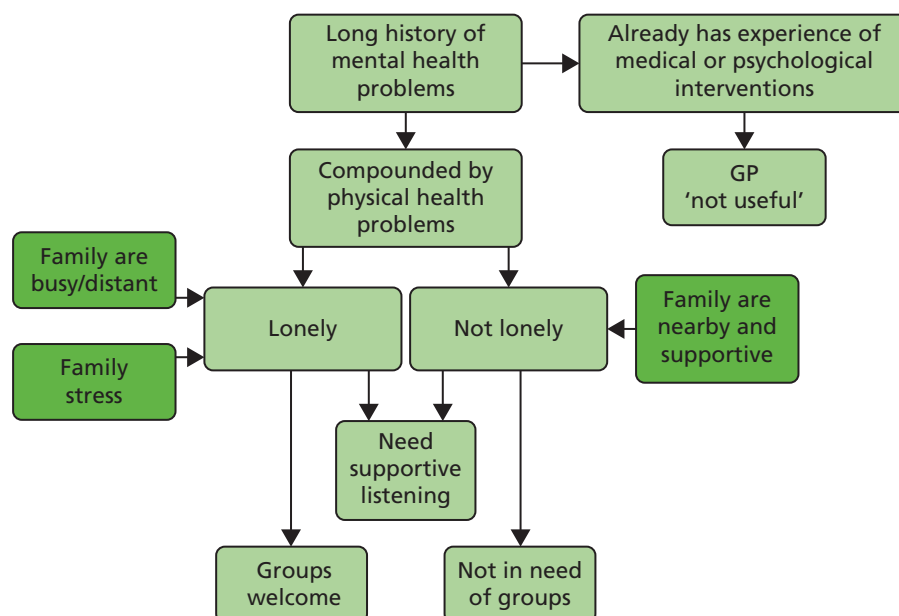 Long history of
mental health
problems
Already has experience of
medical or psychological
interventions
Compounded by
physical health
problems
GP
‘not useful’
Family are
busy/distant
Family
stress
Lonely
Not lonely
Family are
nearby and
supportive
Need
supportive
listening
Groups
welcome
Not in need
of groups